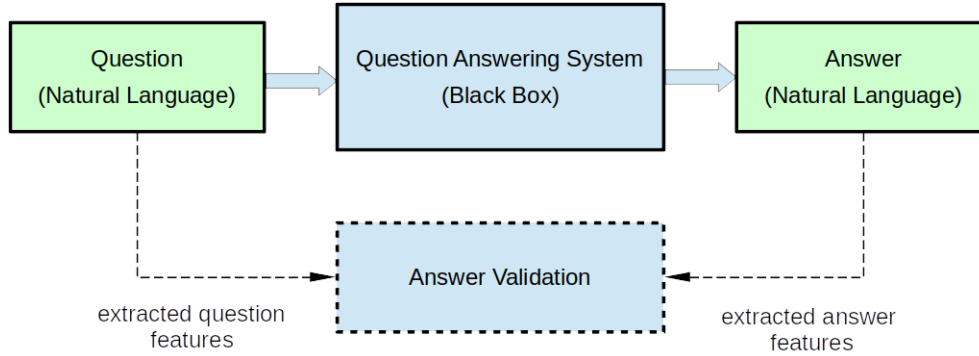 Question
(Natural Language)
Question Answering System
(Black Box)
Answer
(Natural Language)
Answer Validation
extracted question
features
extracted answer
features